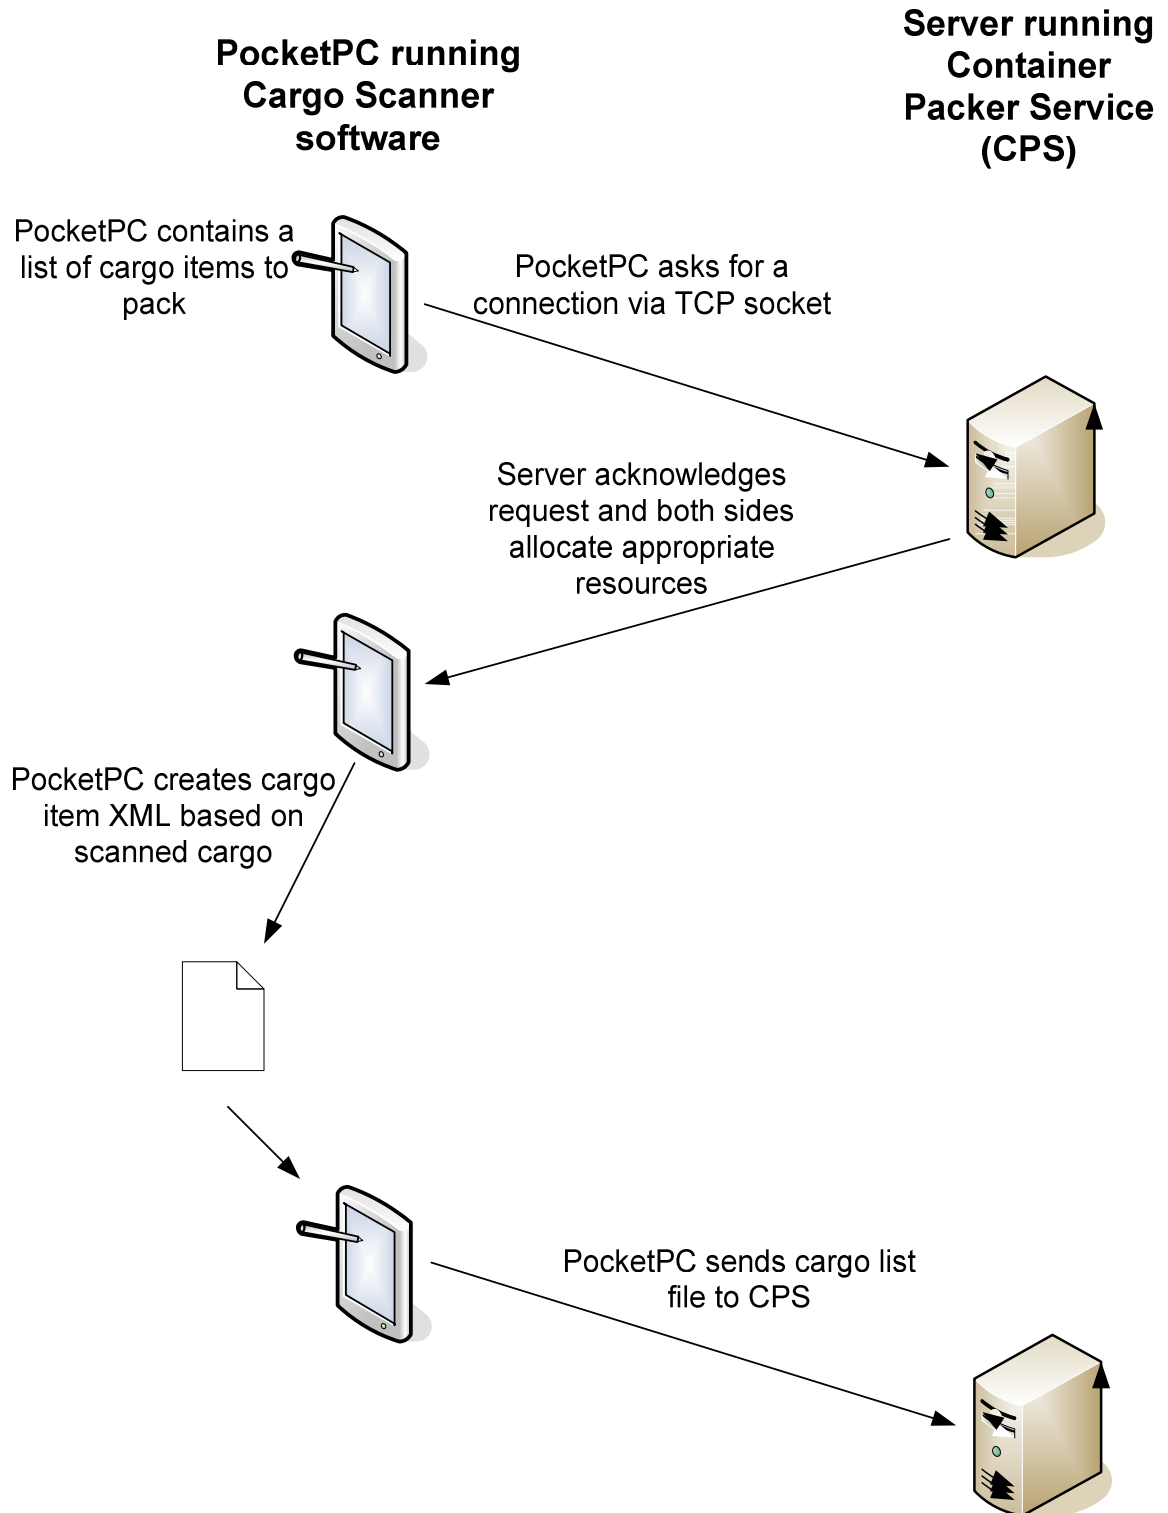 PocketPC running
Cargo Scanner
software
Server running
Container
Packer Service
(CPS)
PocketPC contains a
list of cargo items to
pack
PocketPC asks for a
connection via TCP socket
Server acknowledges
request and both sides
allocate appropriate
resources
PocketPC creates cargo
item XML based on
scanned cargo
PocketPC sends cargo list
file to CPS